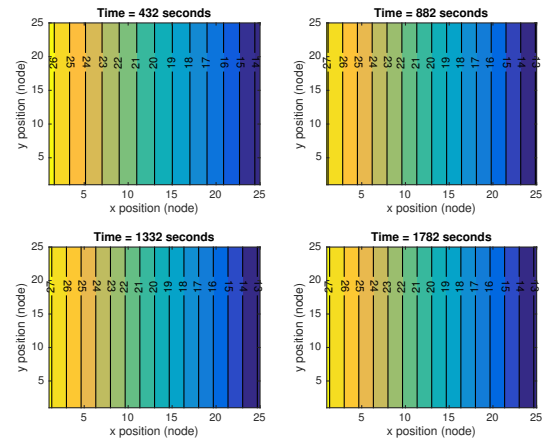 Time = 432 seconds
y position (node)
25
20
15
10
5
26 25 24 23 22 21 20 19 18 17 16 15 14
5 10 15 20 25
x position (node)
Time = 882 seconds
y position (node)
25
20
15
10
5
27 26 25 24 23 22 21 20 19 18 17 16 15 14 13
5 10 15 20 25
x position (node)
Time = 1332 seconds
y position (node)
25
20
15
10
5
27 26 25 24 23 22 21 20 19 18 17 16 15 14 13
5 10 15 20 25
x position (node)
Time = 1782 seconds
y position (node)
25
20
15
10
5
27 26 25 24 23 22 21 20 19 18 17 16 15 14 13
5 10 15 20 25
x position (node)